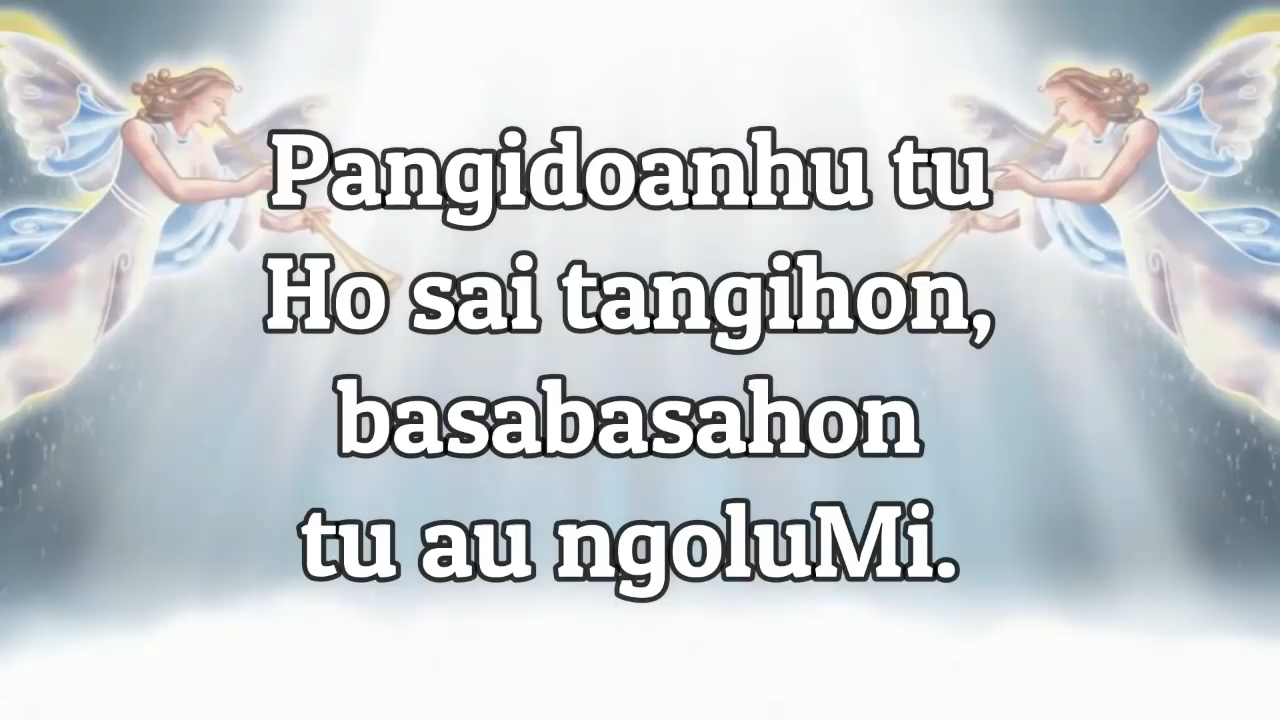 Pangidoanhu tu
Ho sai tangihon,
basabasahon
tu au ngoluMi.